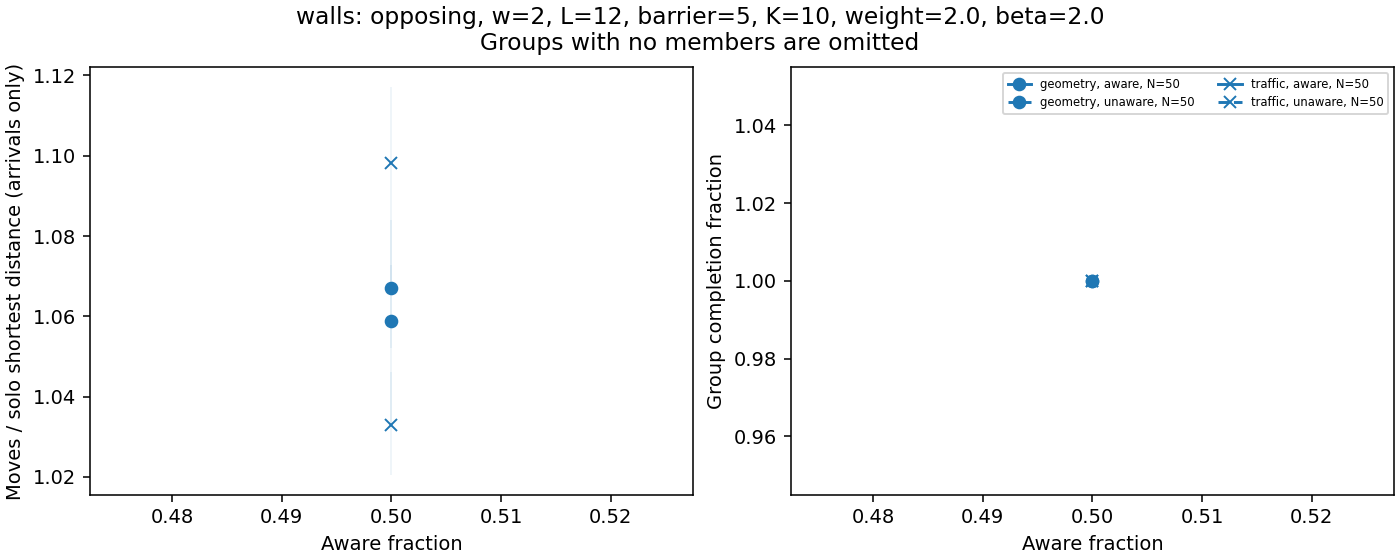 walls: opposing, w=2, L=12, barrier=5, K=10, weight=2.0, beta=2.0
Groups with no members are omitted
Moves / solo shortest distance (arrivals only)
1.12
1.10
1.08
1.06
1.04
1.02
0.48
0.49
0.50
0.51
0.52
Aware fraction
Group completion fraction
1.04
1.02
1.00
0.98
0.96
geometry, aware, N=50
geometry, unaware, N=50
traffic, aware, N=50
traffic, unaware, N=50
0.48
0.49
0.50
0.51
0.52
Aware fraction